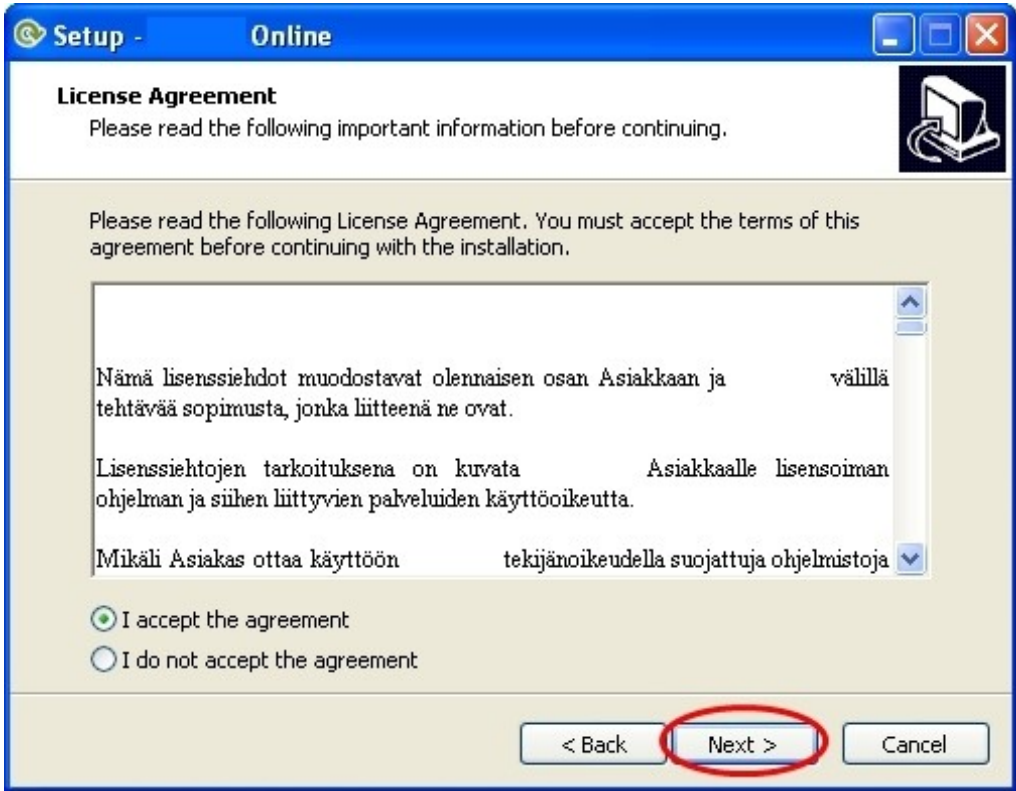 Setup - Online
License Agreement
Please read the following important information before continuing.
Please read the following License Agreement. You must accept the terms of this
agreement before continuing with the installation.
Nämä lisenssiehdot muodostavat olennaisen osan Asiakkaan ja välillä
tehtävää sopimusta, jonka liitteenä ne ovat.
Lisenssiehtojen tarkoituksena on kuvata Asiakkaalle lisensoiman
ohjelman ja siihen liittyvien palveluiden käyttöoikeutta.
Mikäli Asiakas ottaa käyttöön tekijänoikeudella suojattuja ohjelmistoja
I accept the agreement
I do not accept the agreement
< Back Next > Cancel